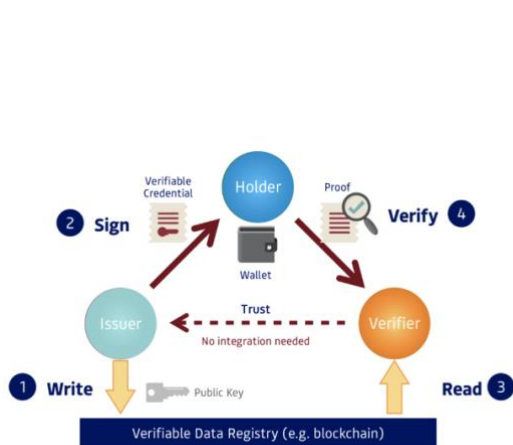 Holder
Verifiable
Credential
Proof
2 Sign
Verify 4
Wallet
Issuer
Trust
No integration needed
Verifier
1 Write
Public Key
Read 3
Verifiable Data Registry (e.g. blockchain)